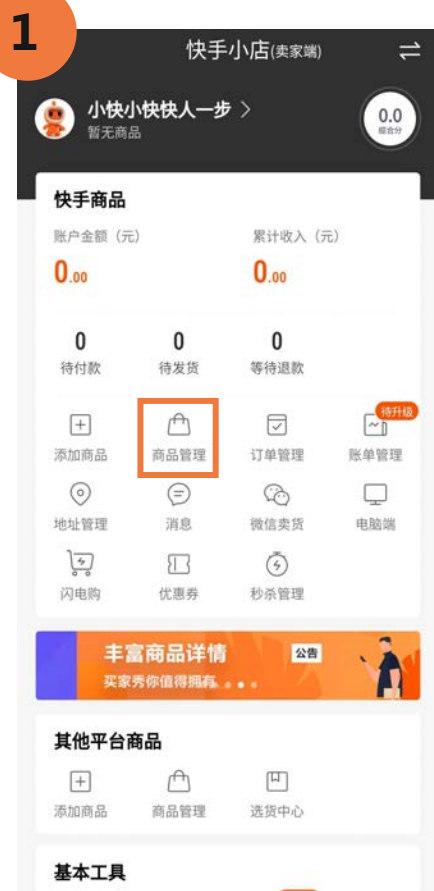 1
快手小店(卖家端)
小快小快快人一步
暂无商品
0.0
综合分
快手商品
账户金额（元） 累计收入（元）
0.00 0.00
0 0 0
待付款 待发货 等待退款
待升级
添加商品 商品管理 订单管理 账单管理
地址管理 消息 微信卖货 电脑端
闪电购 优惠券 秒杀管理
丰富商品详情 公告
买家秀你值得拥有
其他平台商品
添加商品 商品管理 选货中心
基本工具